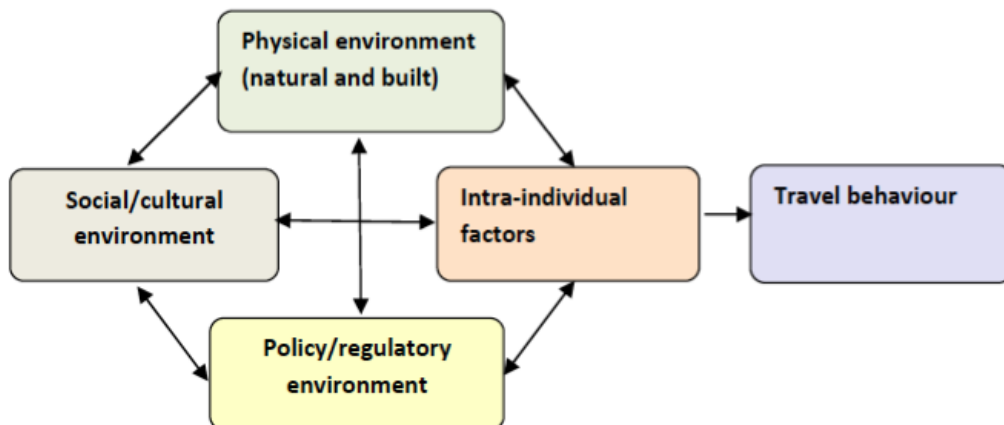 Physical environment
(natural and built)
Social/cultural
environment
Intra-individual
factors
Travel behaviour
Policy/regulatory
environment